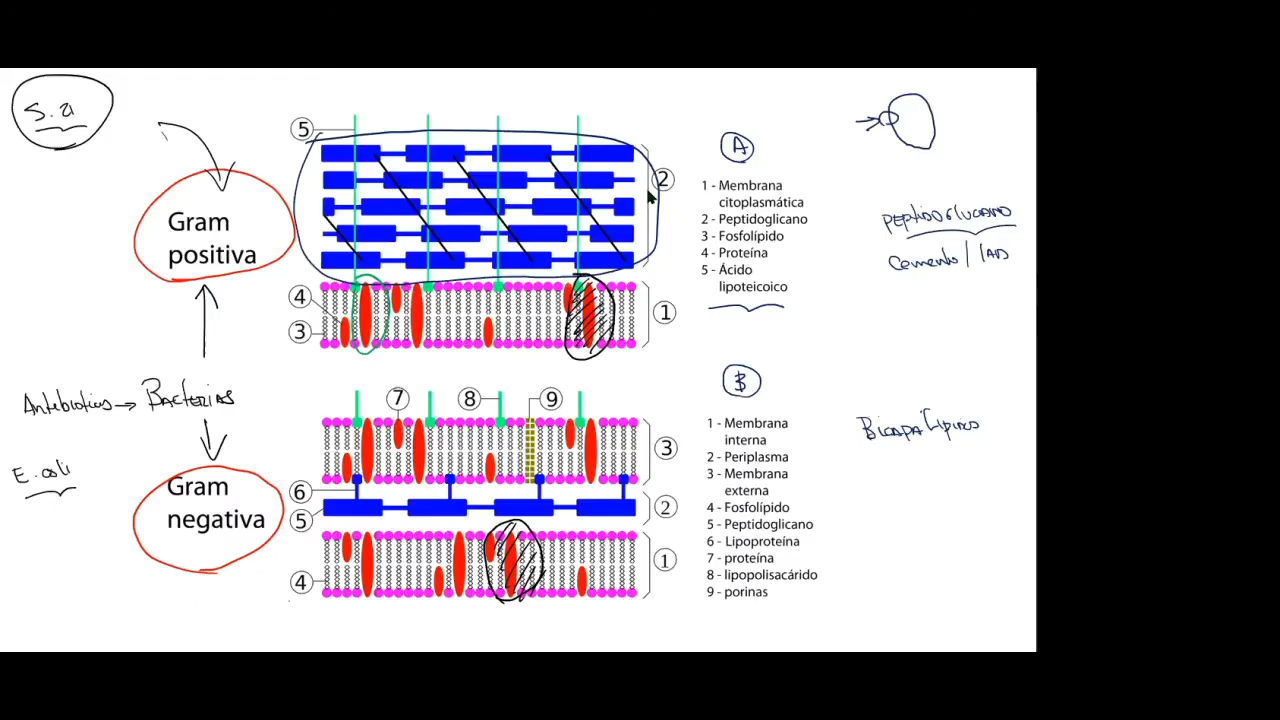 S. a
Gram
positiva
Antibiotios → Bacterias
E. coli
Gram
negativa
5
2
4
3
1
7
8
9
3
6
5
2
4
1
A
1 - Membrana
citoplasmática
2 - Peptidoglicano
3 - Fosfolípido
4 - Proteína
5 - Ácido
lipoteicoico
Peptidoglucano
Cemento /
B
1 - Membrana
interna
2 - Periplasma
3 - Membrana
externa
4 - Fosfolípido
5 - Peptidoglicano
6 - Lipoproteína
7 - proteína
8 - lipopolisacárido
9 - porinas
Bicapa Lipidos